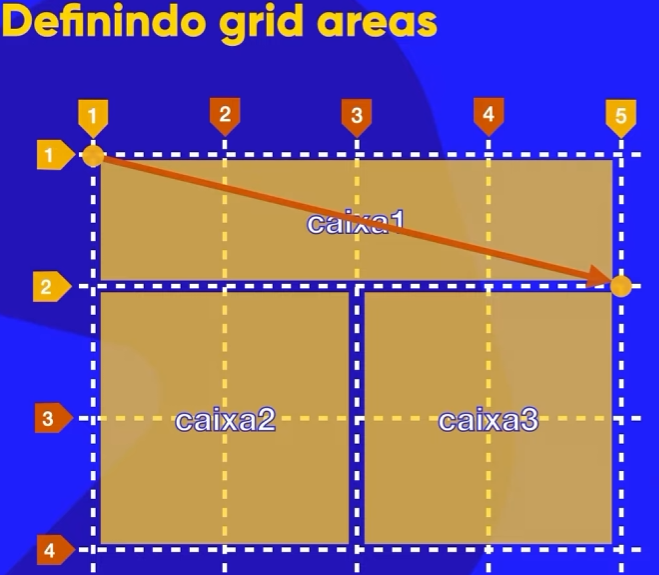 Definindo grid areas
1 2 3 4 5
1
caixa1
2
3
caixa2 caixa3
4